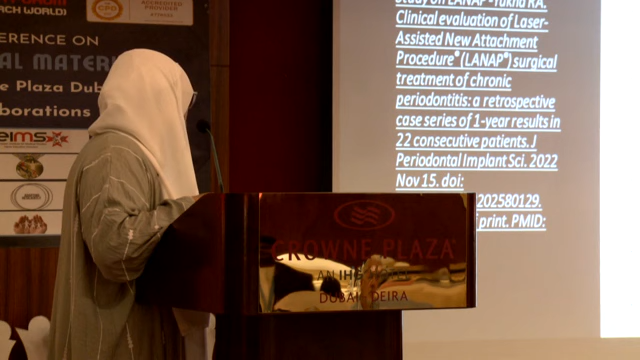 ARCH WORLD)
ACCREDITED
PROVIDER
ERENCE ON
AL MATER
e Plaza Dub
aborations
eims
Study on LANAP-Yukna RA.
Clinical evaluation of Laser-
Assisted New Attachment
Procedure® (LANAP®) surgical
treatment of chronic
periodontitis: a retrospective
case series of 1-year results in
22 consecutive patients. J
Periodontal Implant Sci. 2022
Nov 15. doi:
202580129.
print. PMID:
CROWNE PLAZA
AN IHG HOTEL
DUBAI DEIRA